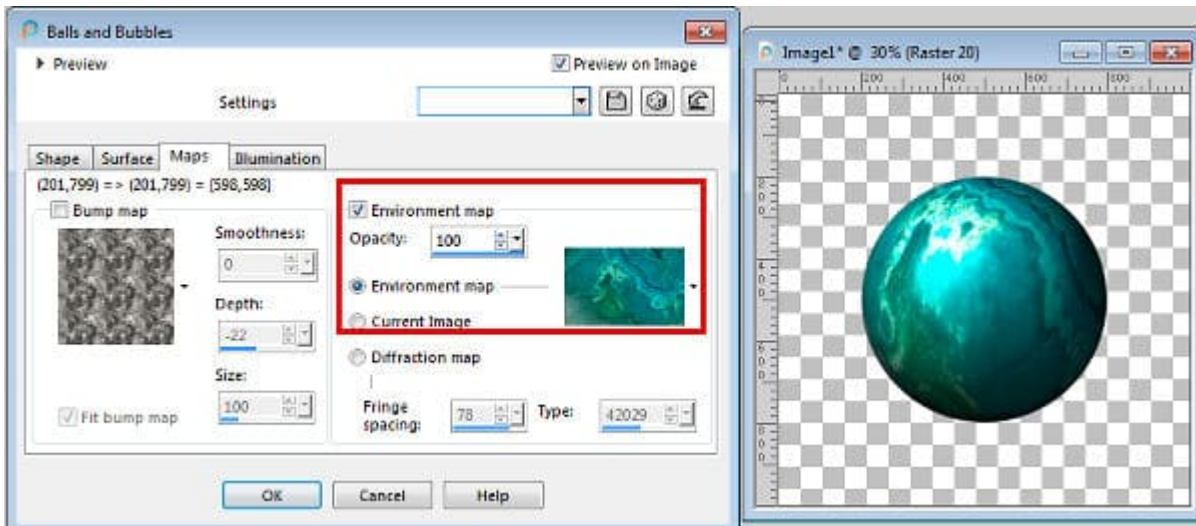 Balls and Bubbles
Preview
Preview on Image
Settings
Shape Surface Maps Illumination
(201,799) = > (201,799) = [598,598]
Bump map
Smoothness:
0
Depth:
-22
Size:
100
Fit bump map
Environment map
Opacity: 100
Environment map
Current Image
Diffraction map
Fringe spacing: 78 Type: 42029
OK Cancel Help
Image1* @ 30% (Raster 20)
0 200 400 600 800